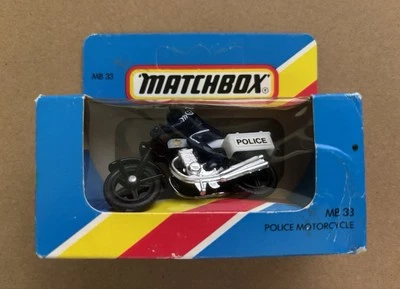 MB 33
MATCHBOX®
POLICE
MB 33
POLICE MOTORCYCLE